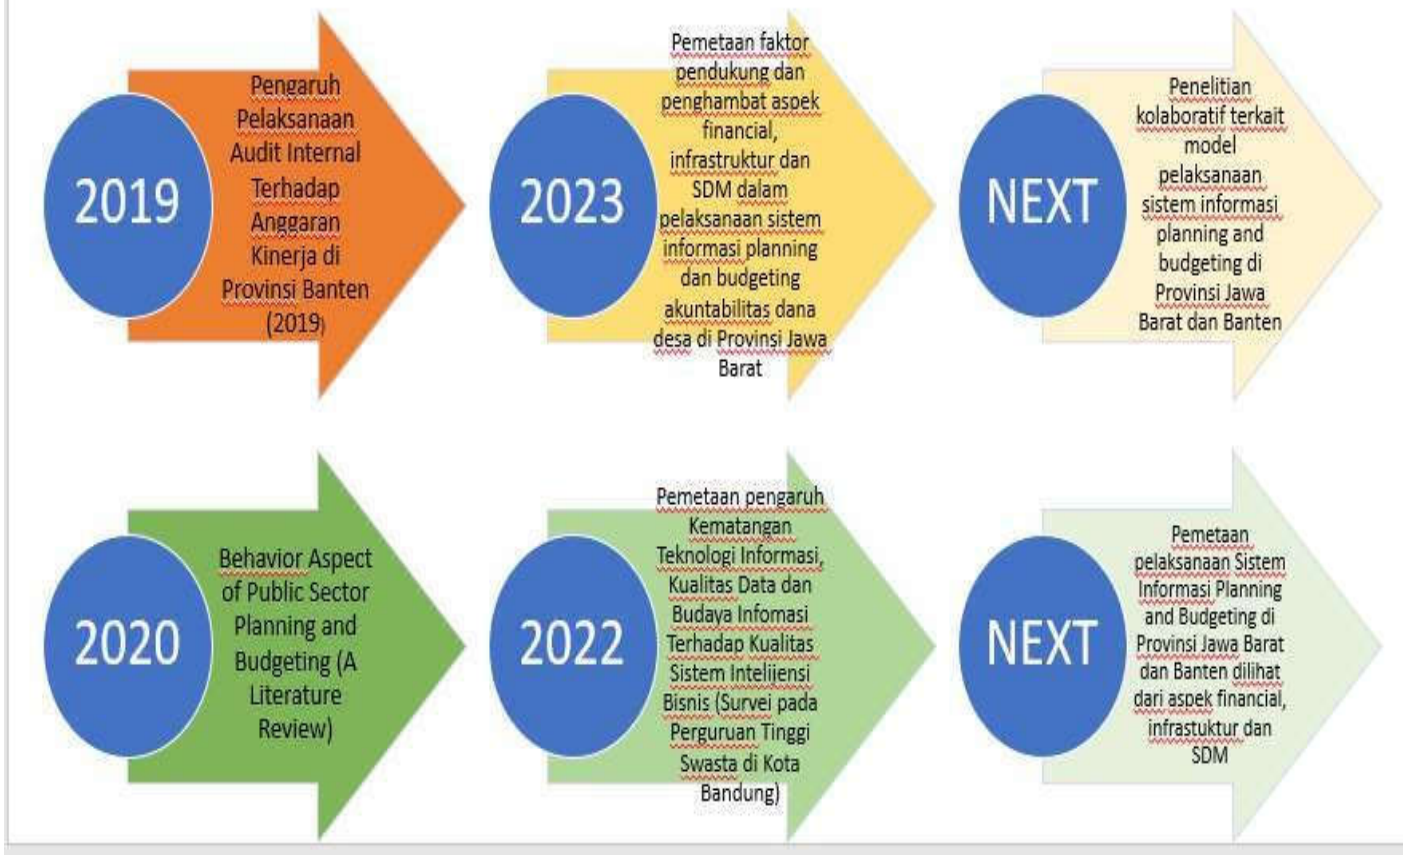 2019
Pengaruh
Pelaksanaan
Audit Internal
Terhadap
Anggaran
Kinerja di
Provinsi Banten
(2019)
2023
Pemetaan faktor
pendukung dan
penghambat aspek
financial,
infrastruktur dan
SDM dalam
pelaksanaan sistem
informasi planning
dan budgeting
akuntabilitas dana
desa di Provinsi Jawa
Barat
NEXT
Penelitian
kolaboratif terkait
model
pelaksanaan
sistem informasi
planning and
budgeting di
Provinsi Jawa
Barat dan Banten
2020
Behavior Aspect
of Public Sector
Planning and
Budgeting (A
Literature
Review)
2022
Pemetaan pengaruh
Kematangan
Teknologi Informasi,
Kualitas Data dan
Budaya Infomasi
Terhadap Kualitas
Sistem Inteliiensi
Bisnis (Survei pada
Perguruan Tinggi
Swasta di Kota
Bandung)
NEXT
Pemetaan
pelaksanaan Sistem
Informasi Planning
and Budgeting di
Provinsi Jawa Barat
dan Banten dilihat
dari aspek financial,
infrastuktur dan
SDM